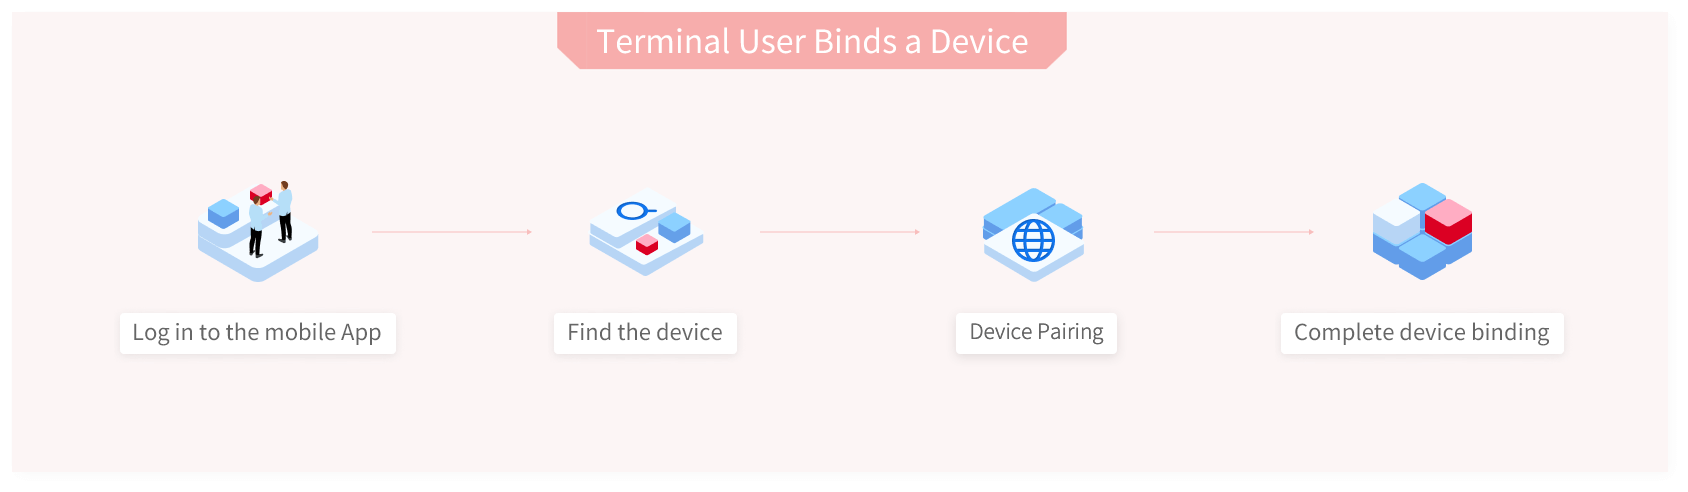 Terminal User Binds a Device
Log in to the mobile App
Find the device
Device Pairing
Complete device binding